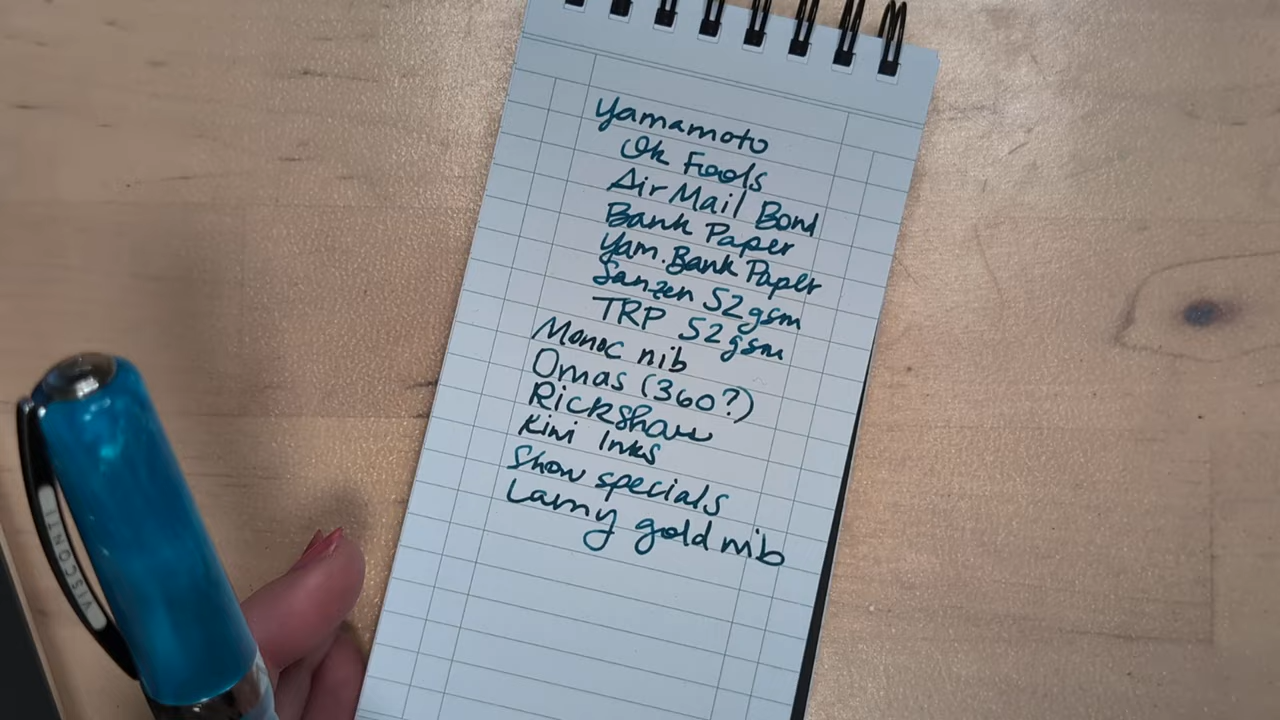 Yamamoto
Ok Fools
Air Mail Bond
Bank Paper
Yam. Bank Paper
Sanzen 52gsm
TRP 52gsm
Monoc nib
Omas (360?)
Rickshaw
Kiwi Inks
Show specials
Lamy gold nib
VISCONTI